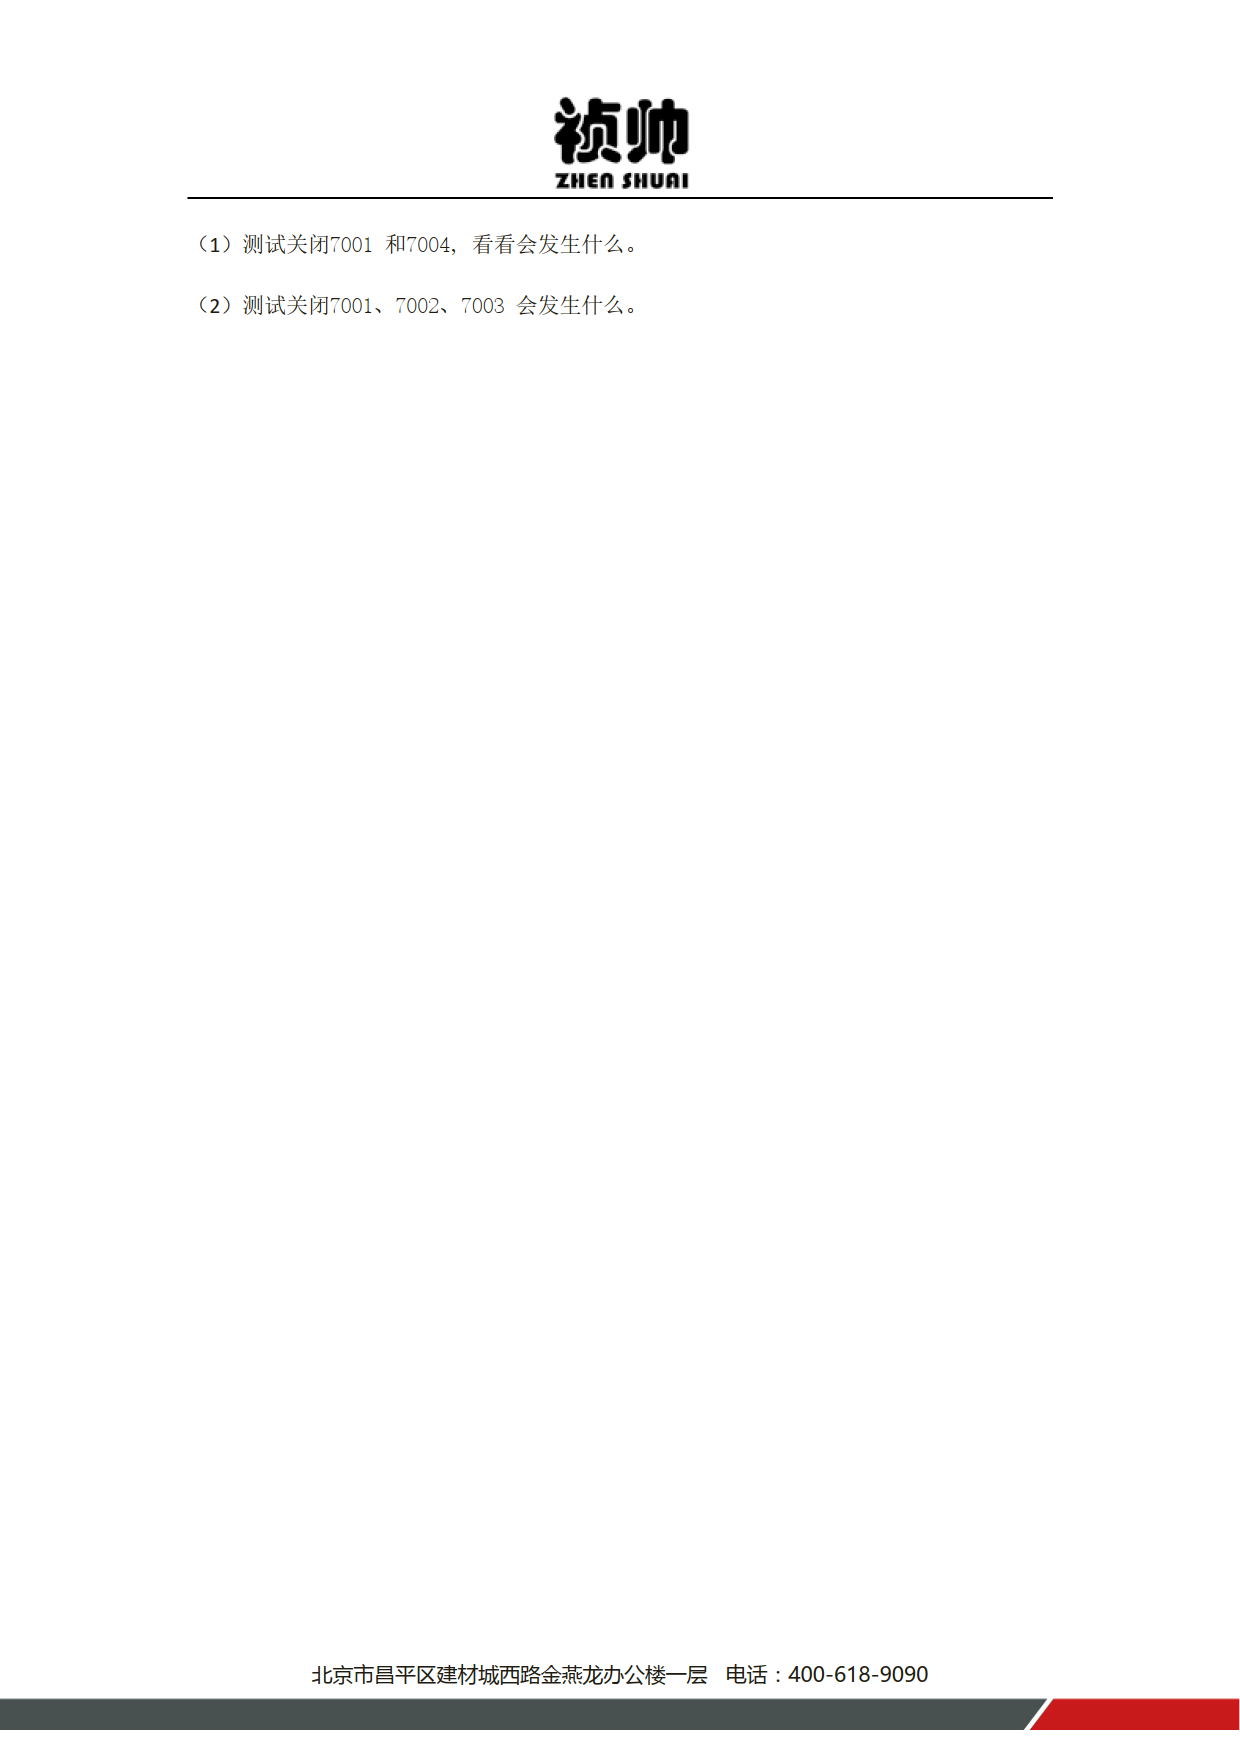 祯帅
ZHEN SHUAI
（1）测试关闭7001 和7004, 看看会发生什么。
（2）测试关闭7001、7002、7003 会发生什么。
北京市昌平区建材城西路金燕龙办公楼一层 电话：400-618-9090